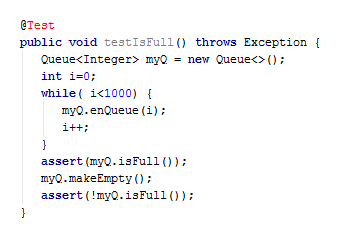 @Test
public void testIsFull() throws Exception {
Queue<Integer> myQ = new Queue<>();
int i=0;
while( i<1000) {
myQ.enQueue(i);
i++;
}
assert(myQ.isFull());
myQ.makeEmpty();
assert(!myQ.isFull());
}